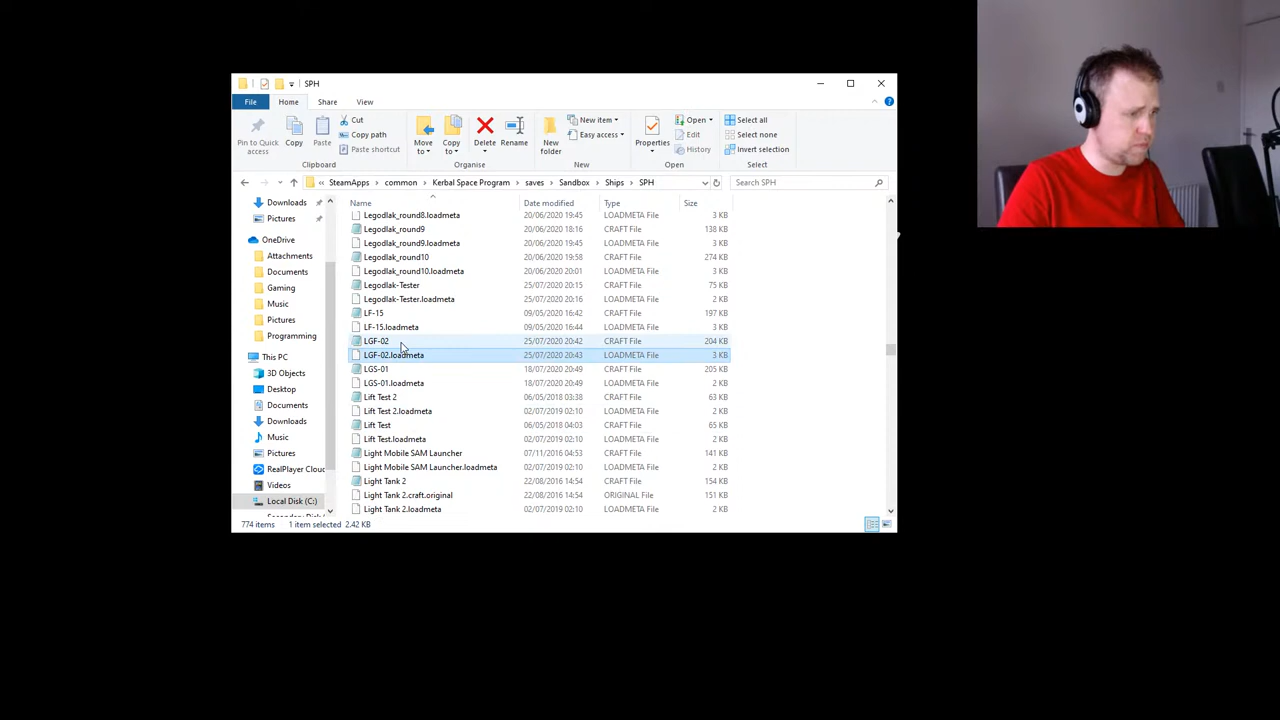 SPH
File Home Share View
Pin to Quick access
Copy
Paste
Cut
Copy path
Paste shortcut
Clipboard
Move to
Copy to
Delete
Rename
Organise
New folder
New item
Easy access
New
Properties
Open
Edit
History
Open
Select all
Select none
Invert selection
Select
« SteamApps > common > Kerbal Space Program > saves > Sandbox > Ships > SPH
Search SPH
Downloads
Pictures
OneDrive
Attachments
Documents
Gaming
Music
Pictures
Programming
This PC
3D Objects
Desktop
Documents
Downloads
Music
Pictures
RealPlayer Cloud
Videos
Local Disk (C:)
Name Date modified Type Size
Legodlak_round8.loadmeta 20/06/2020 19:45 LOADMETA File 3 KB
Legodlak_round9 20/06/2020 18:16 CRAFT File 138 KB
Legodlak_round9.loadmeta 20/06/2020 19:45 LOADMETA File 3 KB
Legodlak_round10 20/06/2020 19:58 CRAFT File 274 KB
Legodlak_round10.loadmeta 20/06/2020 20:01 LOADMETA File 3 KB
Legodlak-Tester 25/07/2020 20:15 CRAFT File 75 KB
Legodlak-Tester.loadmeta 25/07/2020 20:19 LOADMETA File 2 KB
LF-15 09/05/2020 16:42 CRAFT File 197 KB
LF-15.loadmeta 09/05/2020 16:44 LOADMETA File 3 KB
LGF-02 25/07/2020 20:42 CRAFT File 204 KB
LGF-02.loadmeta 25/07/2020 20:43 LOADMETA File 3 KB
LGS-01 18/07/2020 20:49 CRAFT File 205 KB
LGS-01.loadmeta 18/07/2020 20:49 LOADMETA File 2 KB
Lift Test 2 06/05/2018 03:38 CRAFT File 63 KB
Lift Test 2.loadmeta 02/07/2019 02:10 LOADMETA File 2 KB
Lift Test 06/05/2018 04:03 CRAFT File 65 KB
Lift Test.loadmeta 02/07/2019 02:10 LOADMETA File 2 KB
Light Mobile SAM Launcher 07/11/2016 04:53 CRAFT File 141 KB
Light Mobile SAM Launcher.loadmeta 02/07/2019 02:10 LOADMETA File 2 KB
Light Tank 2 22/08/2016 14:54 CRAFT File 154 KB
Light Tank 2.craft.original 22/08/2016 14:54 ORIGINAL File 151 KB
Light Tank 2.loadmeta 02/07/2019 02:10 LOADMETA File 2 KB
774 items 1 item selected 2.42 KB